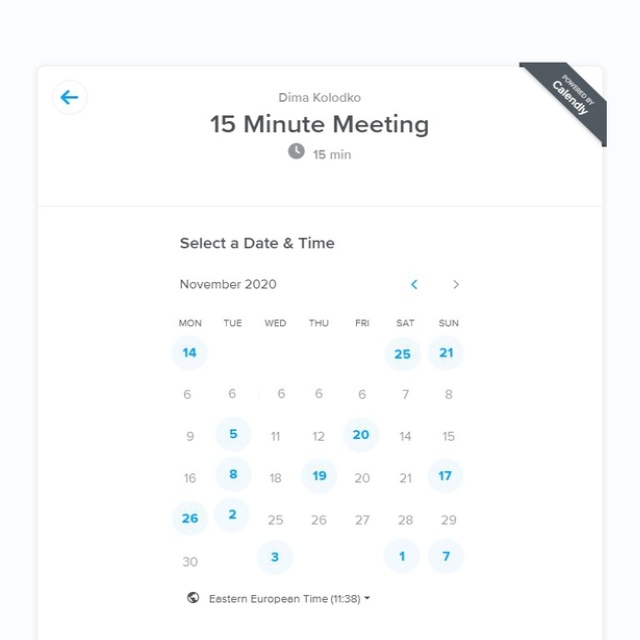 POWERED BY
Calendly
Dima Kolodko
15 Minute Meeting
15 min
Select a Date & Time
November 2020
MON TUE WED THU FRI SAT SUN
14 25 21
6 6 6 6 6 7 8
9 5 11 12 20 14 15
16 8 18 19 20 21 17
26 2 25 26 27 28 29
30 3 1 7
Eastern European Time (11:38)